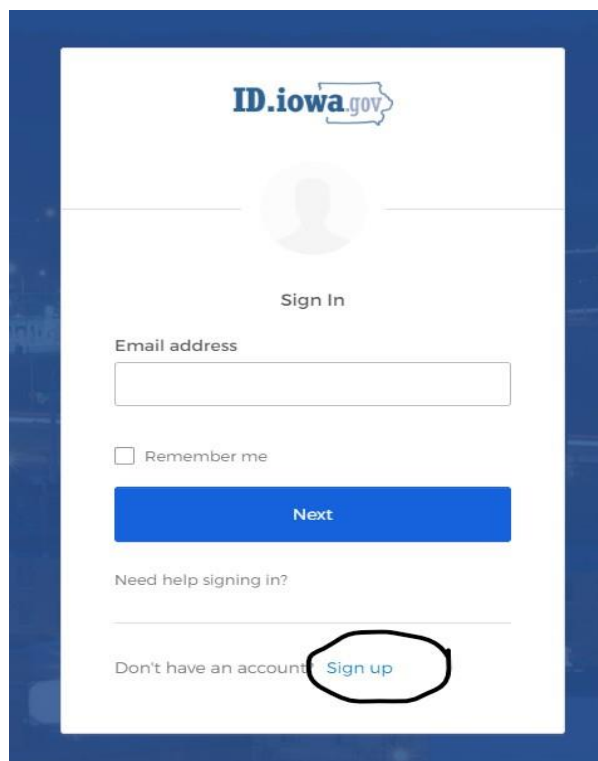 ID.iowa.gov
Sign In
Email address
Remember me
Next
Need help signing in?
Don't have an account? Sign up